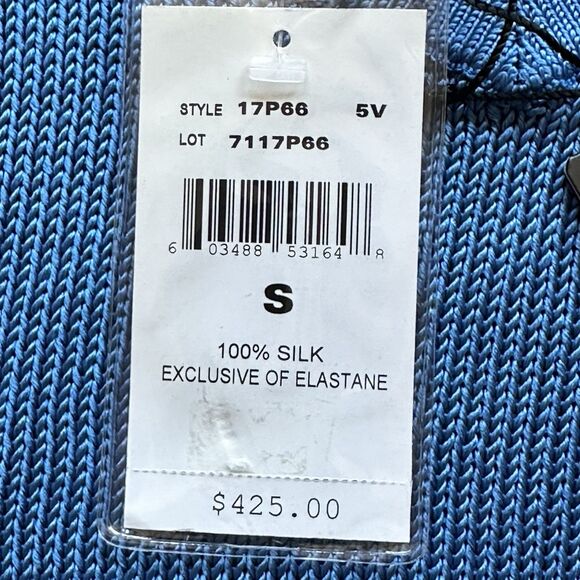 STYLE 17P66 5V
LOT 7117P66
6 03488 53164 8
S
100% SILK
EXCLUSIVE OF ELASTANE
$425.00